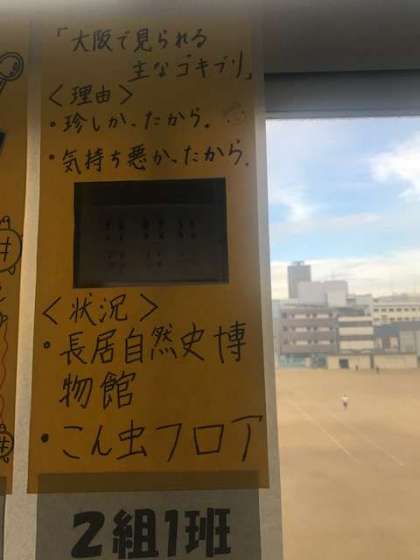 「大阪で見られる
主なゴキブリ」
<理由>
・珍しかったから。
・気持ち悪かったから。
<状況>
・長居自然史博
物館
・こん虫フロア
2組1班